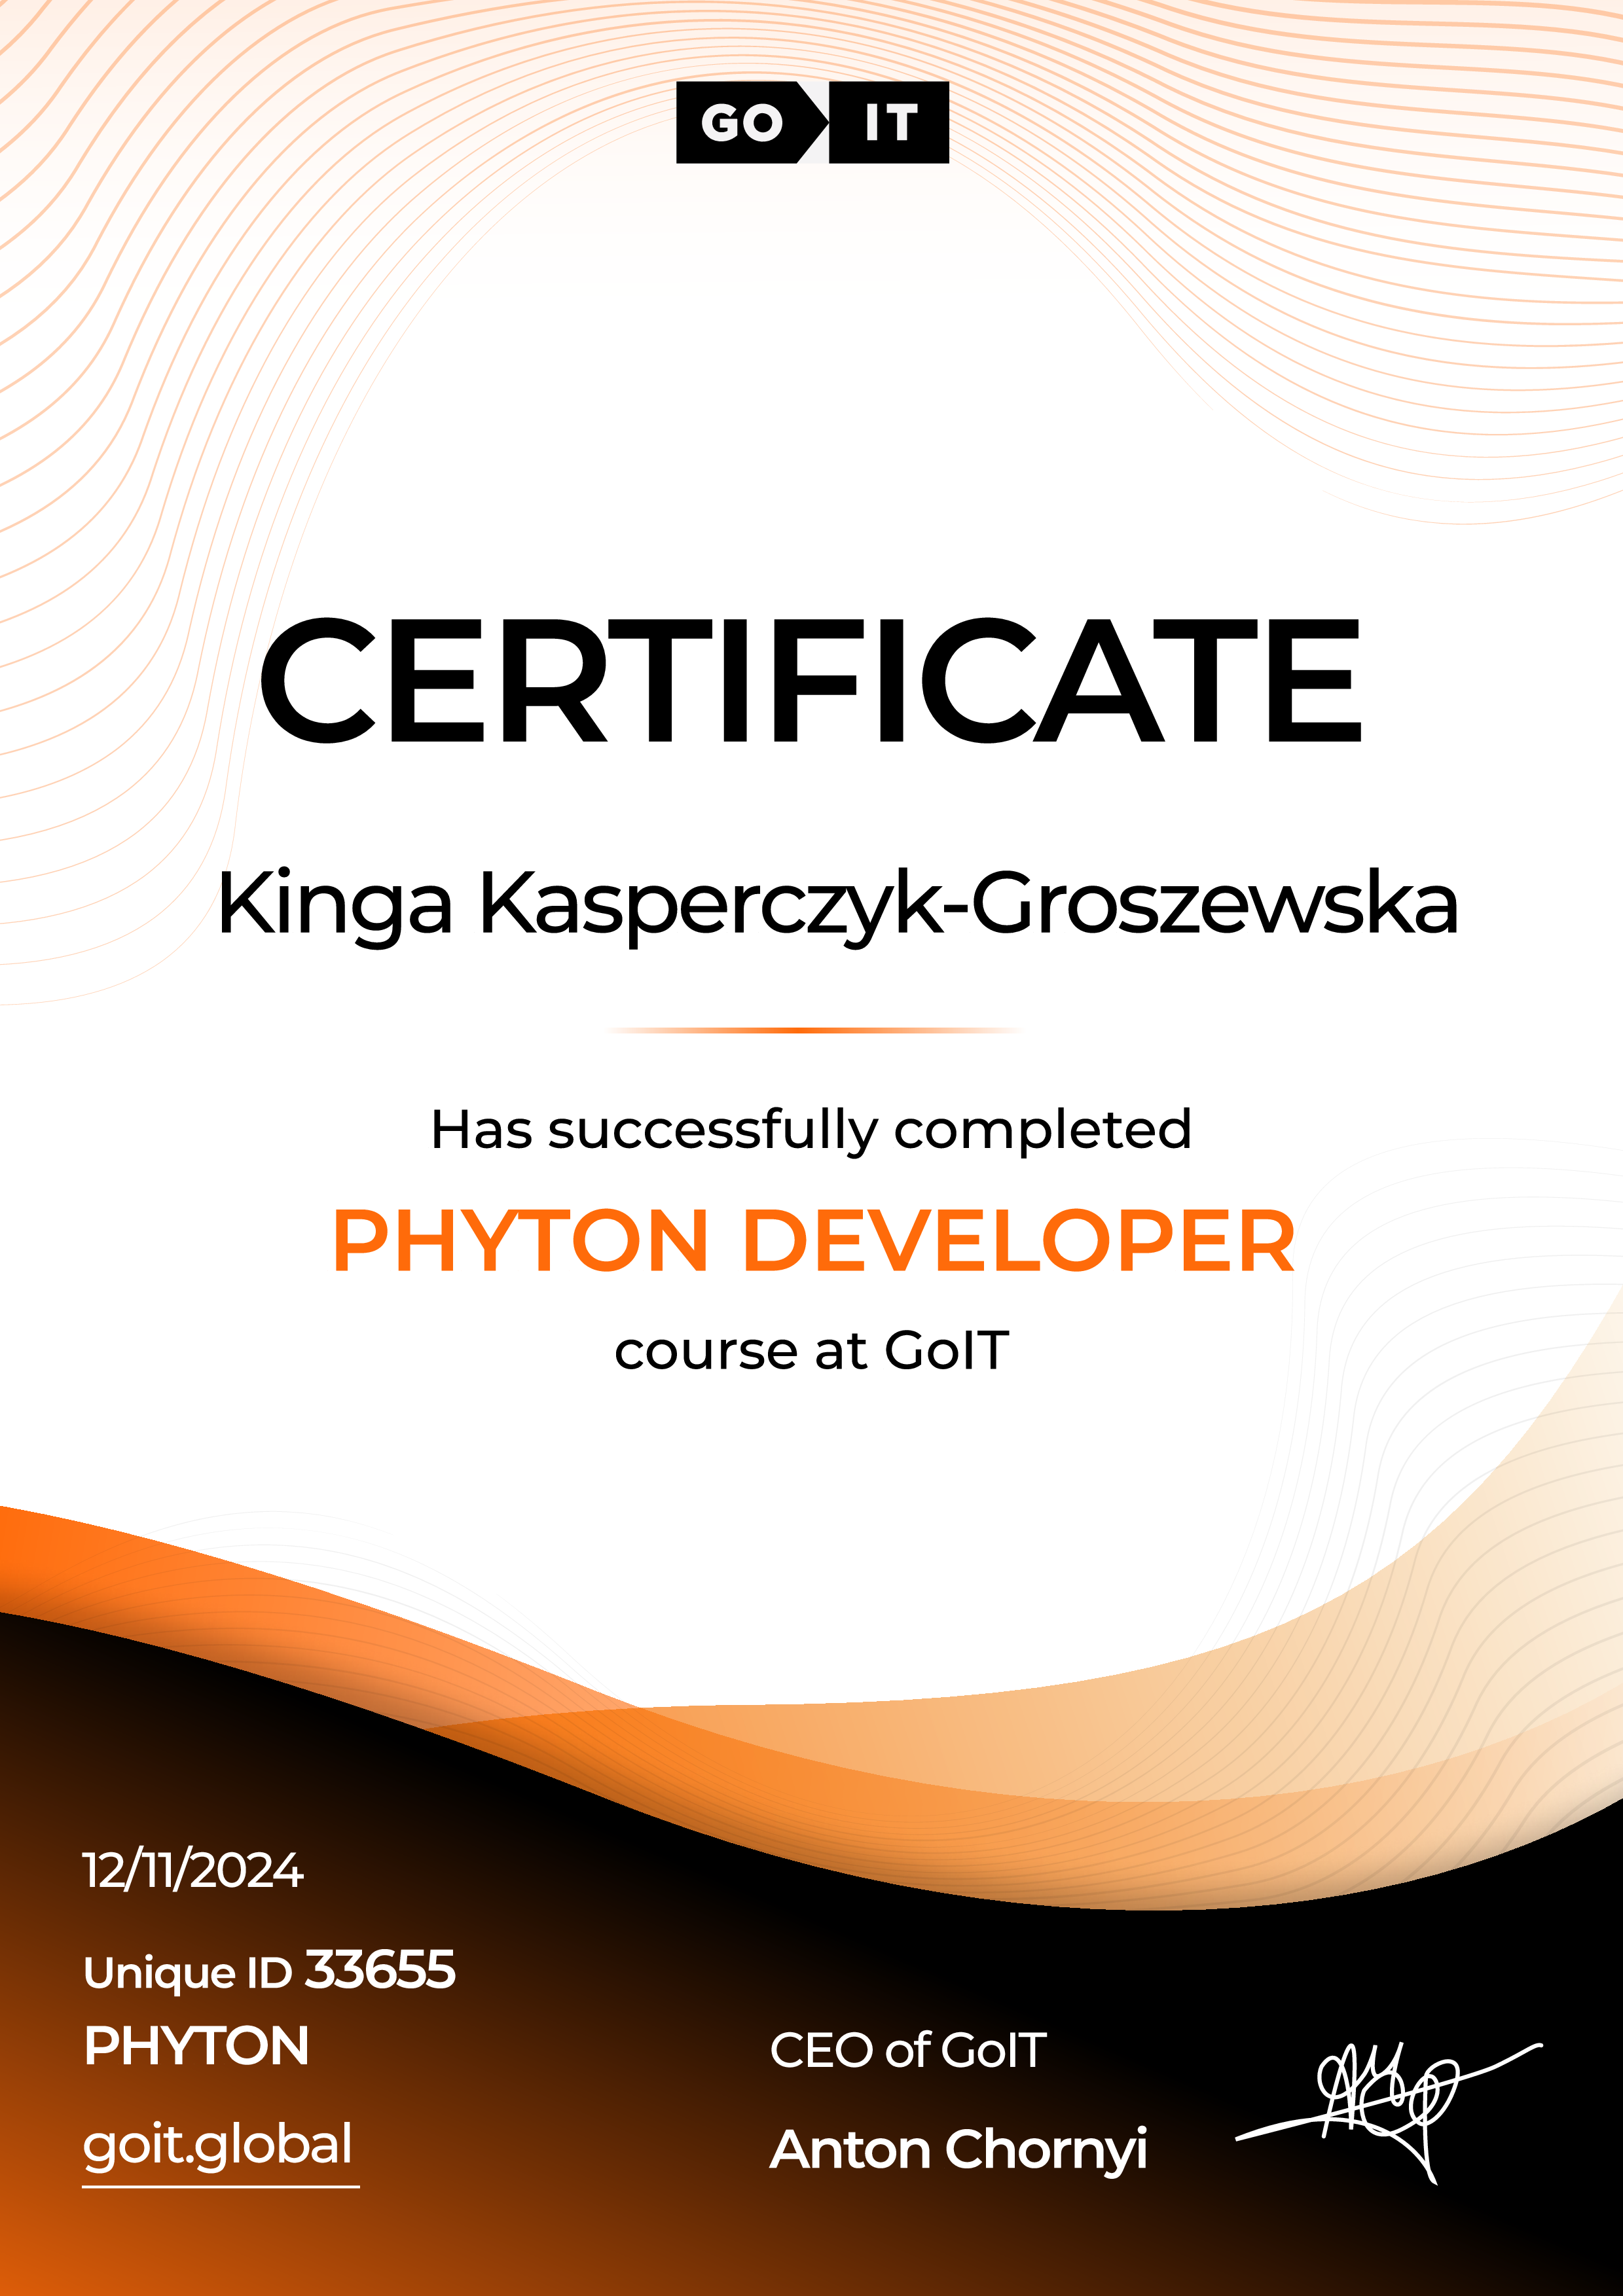 GO IT
CERTIFICATE
Kinga Kasperczyk-Groszewska
Has successfully completed
PHYTON DEVELOPER
course at GoIT
12/11/2024
Unique ID 33655
PHYTON
goit.global
CEO of GoIT
Anton Chornyi